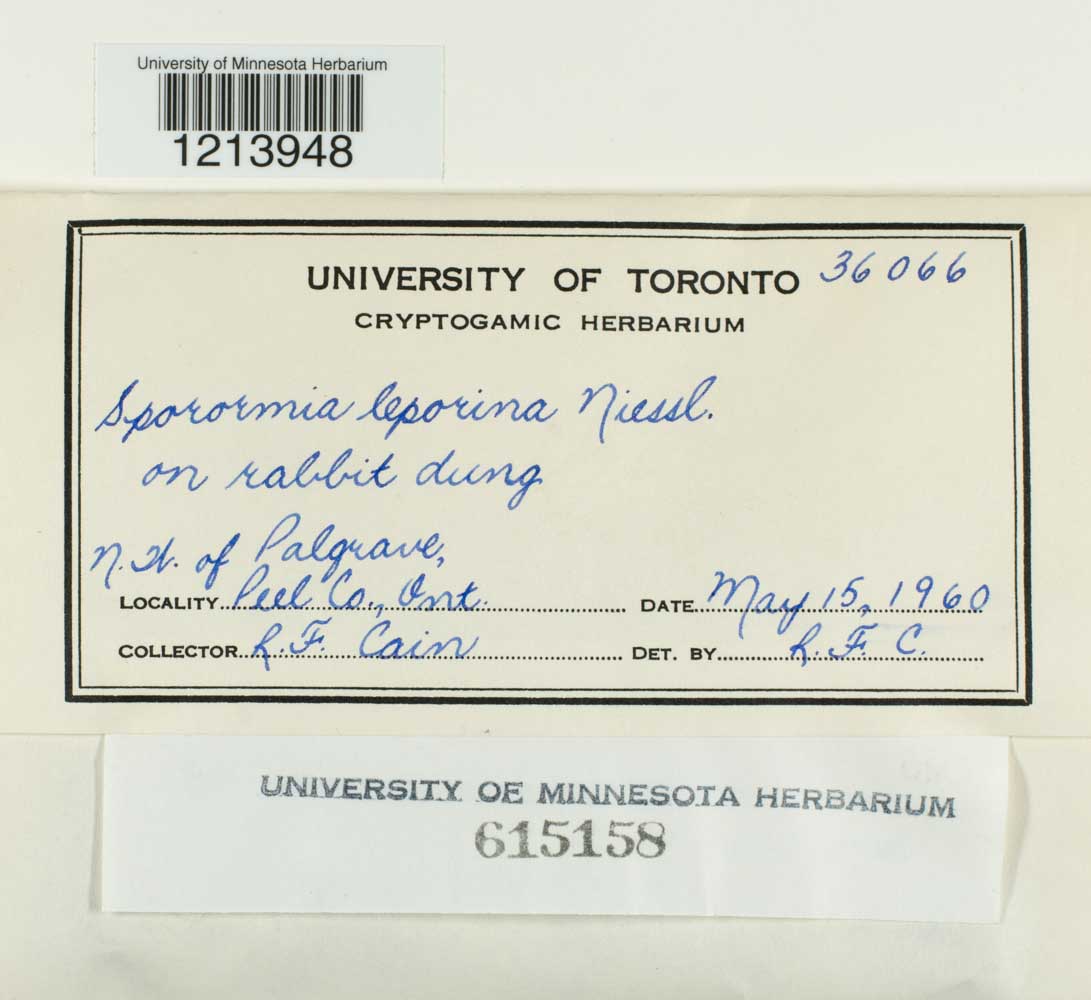 University of Minnesota Herbarium
1213948
UNIVERSITY OF TORONTO 36066
CRYPTOGAMIC HERBARIUM
Sporormia leporina Niessl.
on rabbit dung
N.W. of Palgrave,
LOCALITY Peel Co., Ont. DATE May 15, 1960
COLLECTOR R.F. Cain DET. BY R.F.C.
UNIVERSITY OF MINNESOTA HERBARIUM
615158